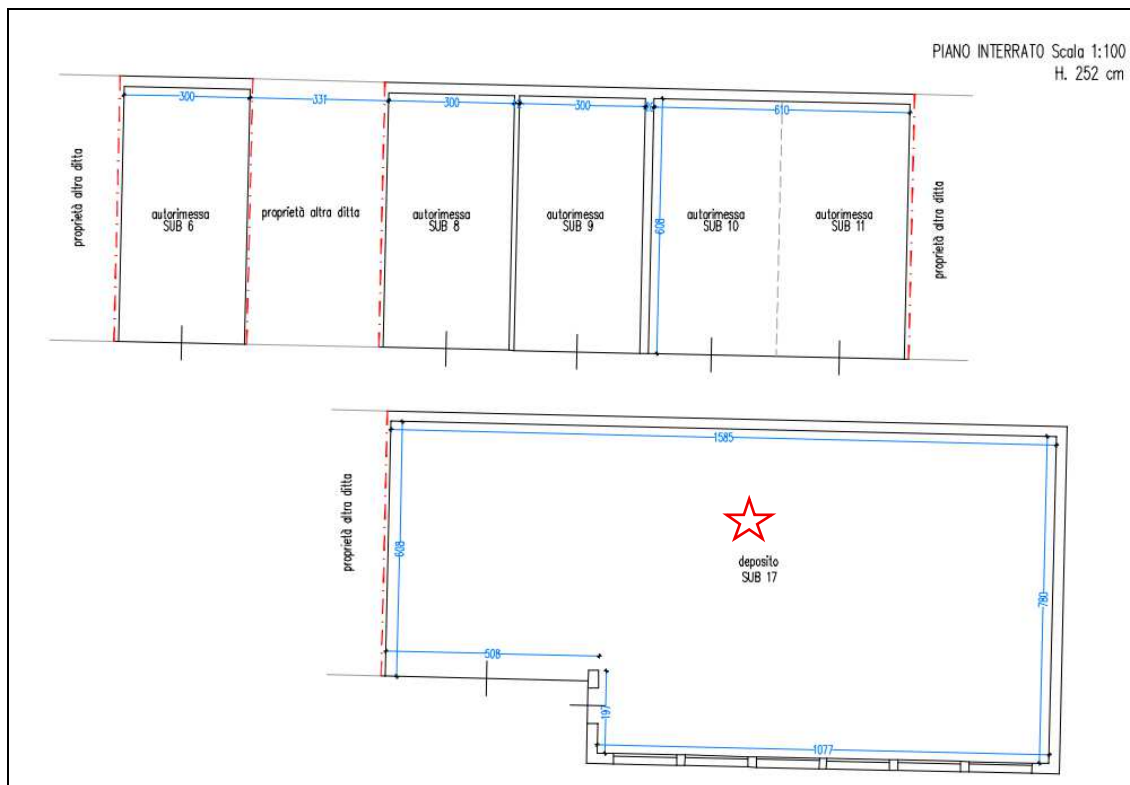 PIANO INTERRATO Scala 1:100
H. 252 cm
300
331
300
300
610
proprietà altra ditta
autorimessa
SUB 6
proprietà altra ditta
autorimessa
SUB 8
autorimessa
SUB 9
608
autorimessa
SUB 10
autorimessa
SUB 11
proprietà altra ditta
1585
proprietà altra ditta
608
deposito
SUB 17
780
508
197
1077